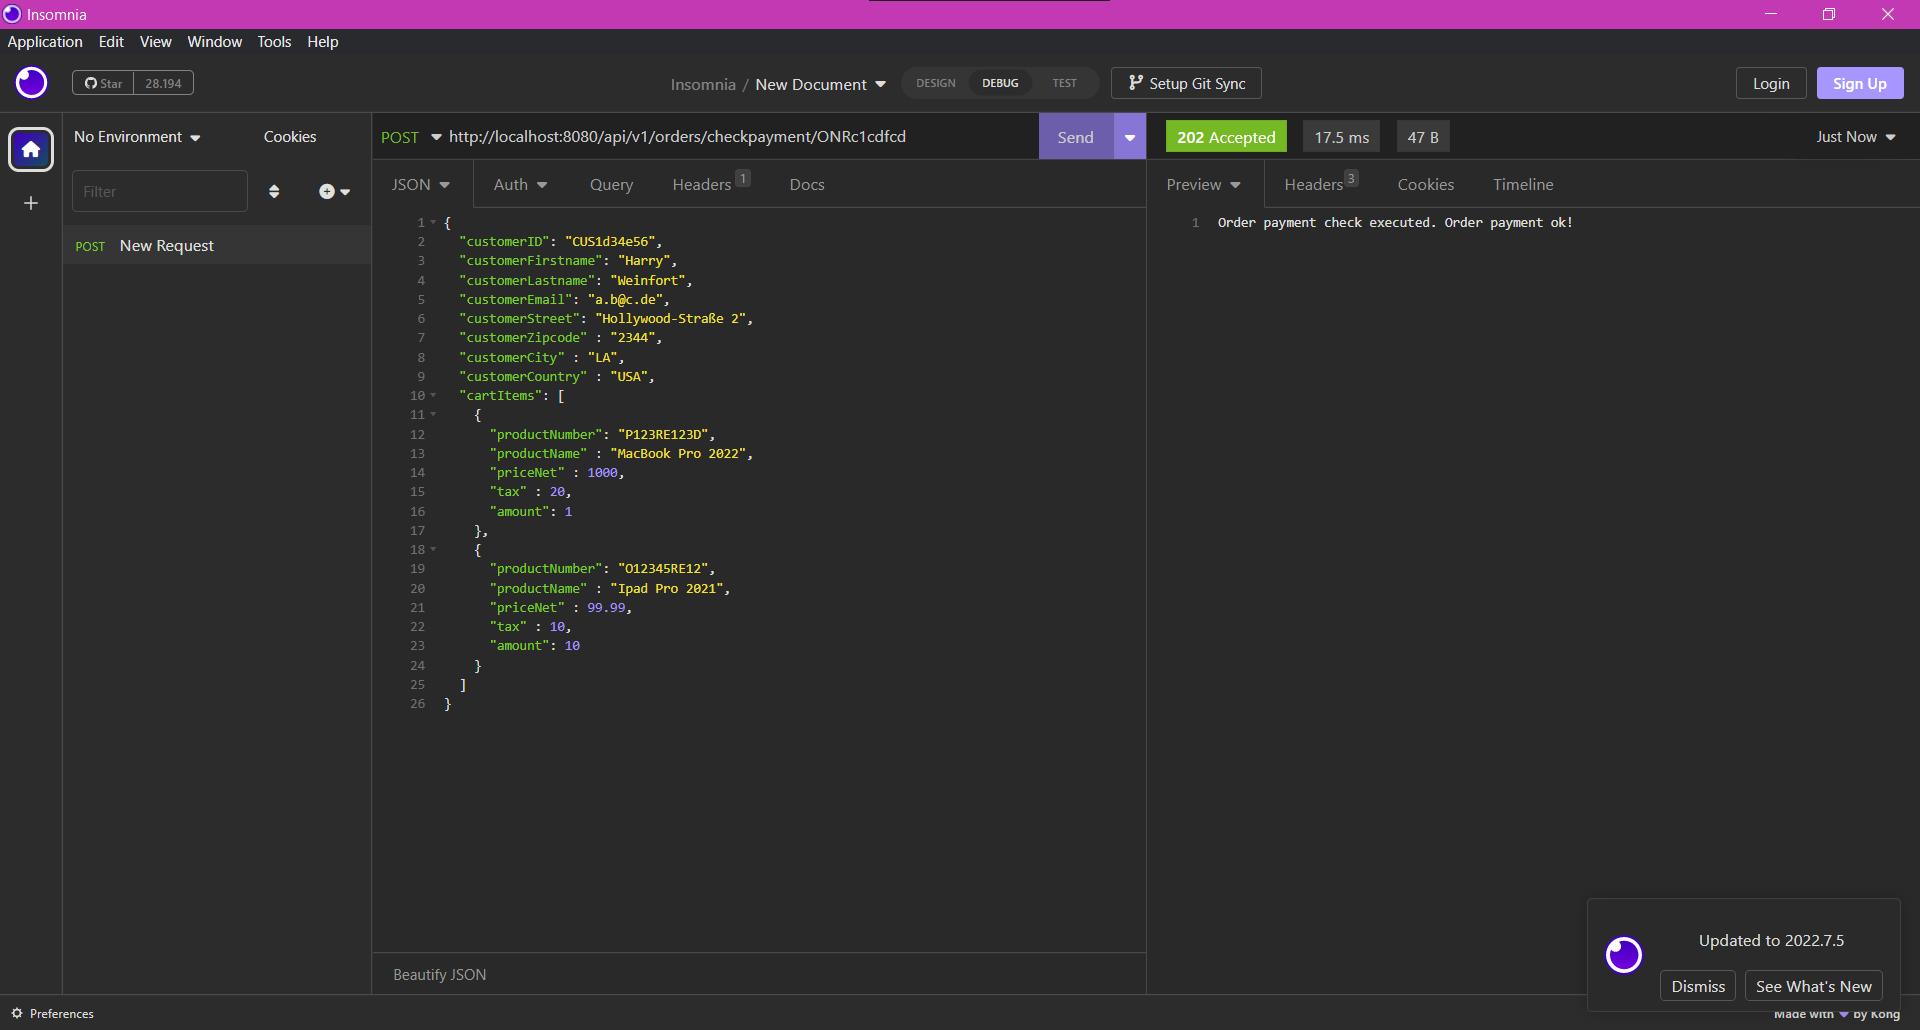 Insomnia
Application Edit View Window Tools Help
Star 28.194
Insomnia / New Document
DESIGN DEBUG TEST
Setup Git Sync
Login
Sign Up
No Environment
Cookies
POST http://localhost:8080/api/v1/orders/checkpayment/ONRc1cdfcd
Send
202 Accepted
17.5 ms
47 B
Just Now
Filter
JSON Auth Query Headers 1 Docs
Preview Headers 3 Cookies Timeline
POST New Request
1 {
2 "customerID": "CUS1d34e56",
3 "customerFirstname": "Harry",
4 "customerLastname": "Weinfort",
5 "customerEmail": "a.b@c.de",
6 "customerStreet": "Hollywood-Straße 2",
7 "customerZipcode" : "2344",
8 "customerCity" : "LA",
9 "customerCountry" : "USA",
10 "cartItems": [
11 {
12 "productNumber": "P123RE123D",
13 "productName" : "MacBook Pro 2022",
14 "priceNet" : 1000,
15 "tax" : 20,
16 "amount": 1
17 },
18 {
19 "productNumber": "O12345RE12",
20 "productName" : "Ipad Pro 2021",
21 "priceNet" : 99.99,
22 "tax" : 10,
23 "amount": 10
24 }
25 ]
26 }
1 Order payment check executed. Order payment ok!
Beautify JSON
Updated to 2022.7.5
Dismiss
See What's New
Preferences
Made with by Kong